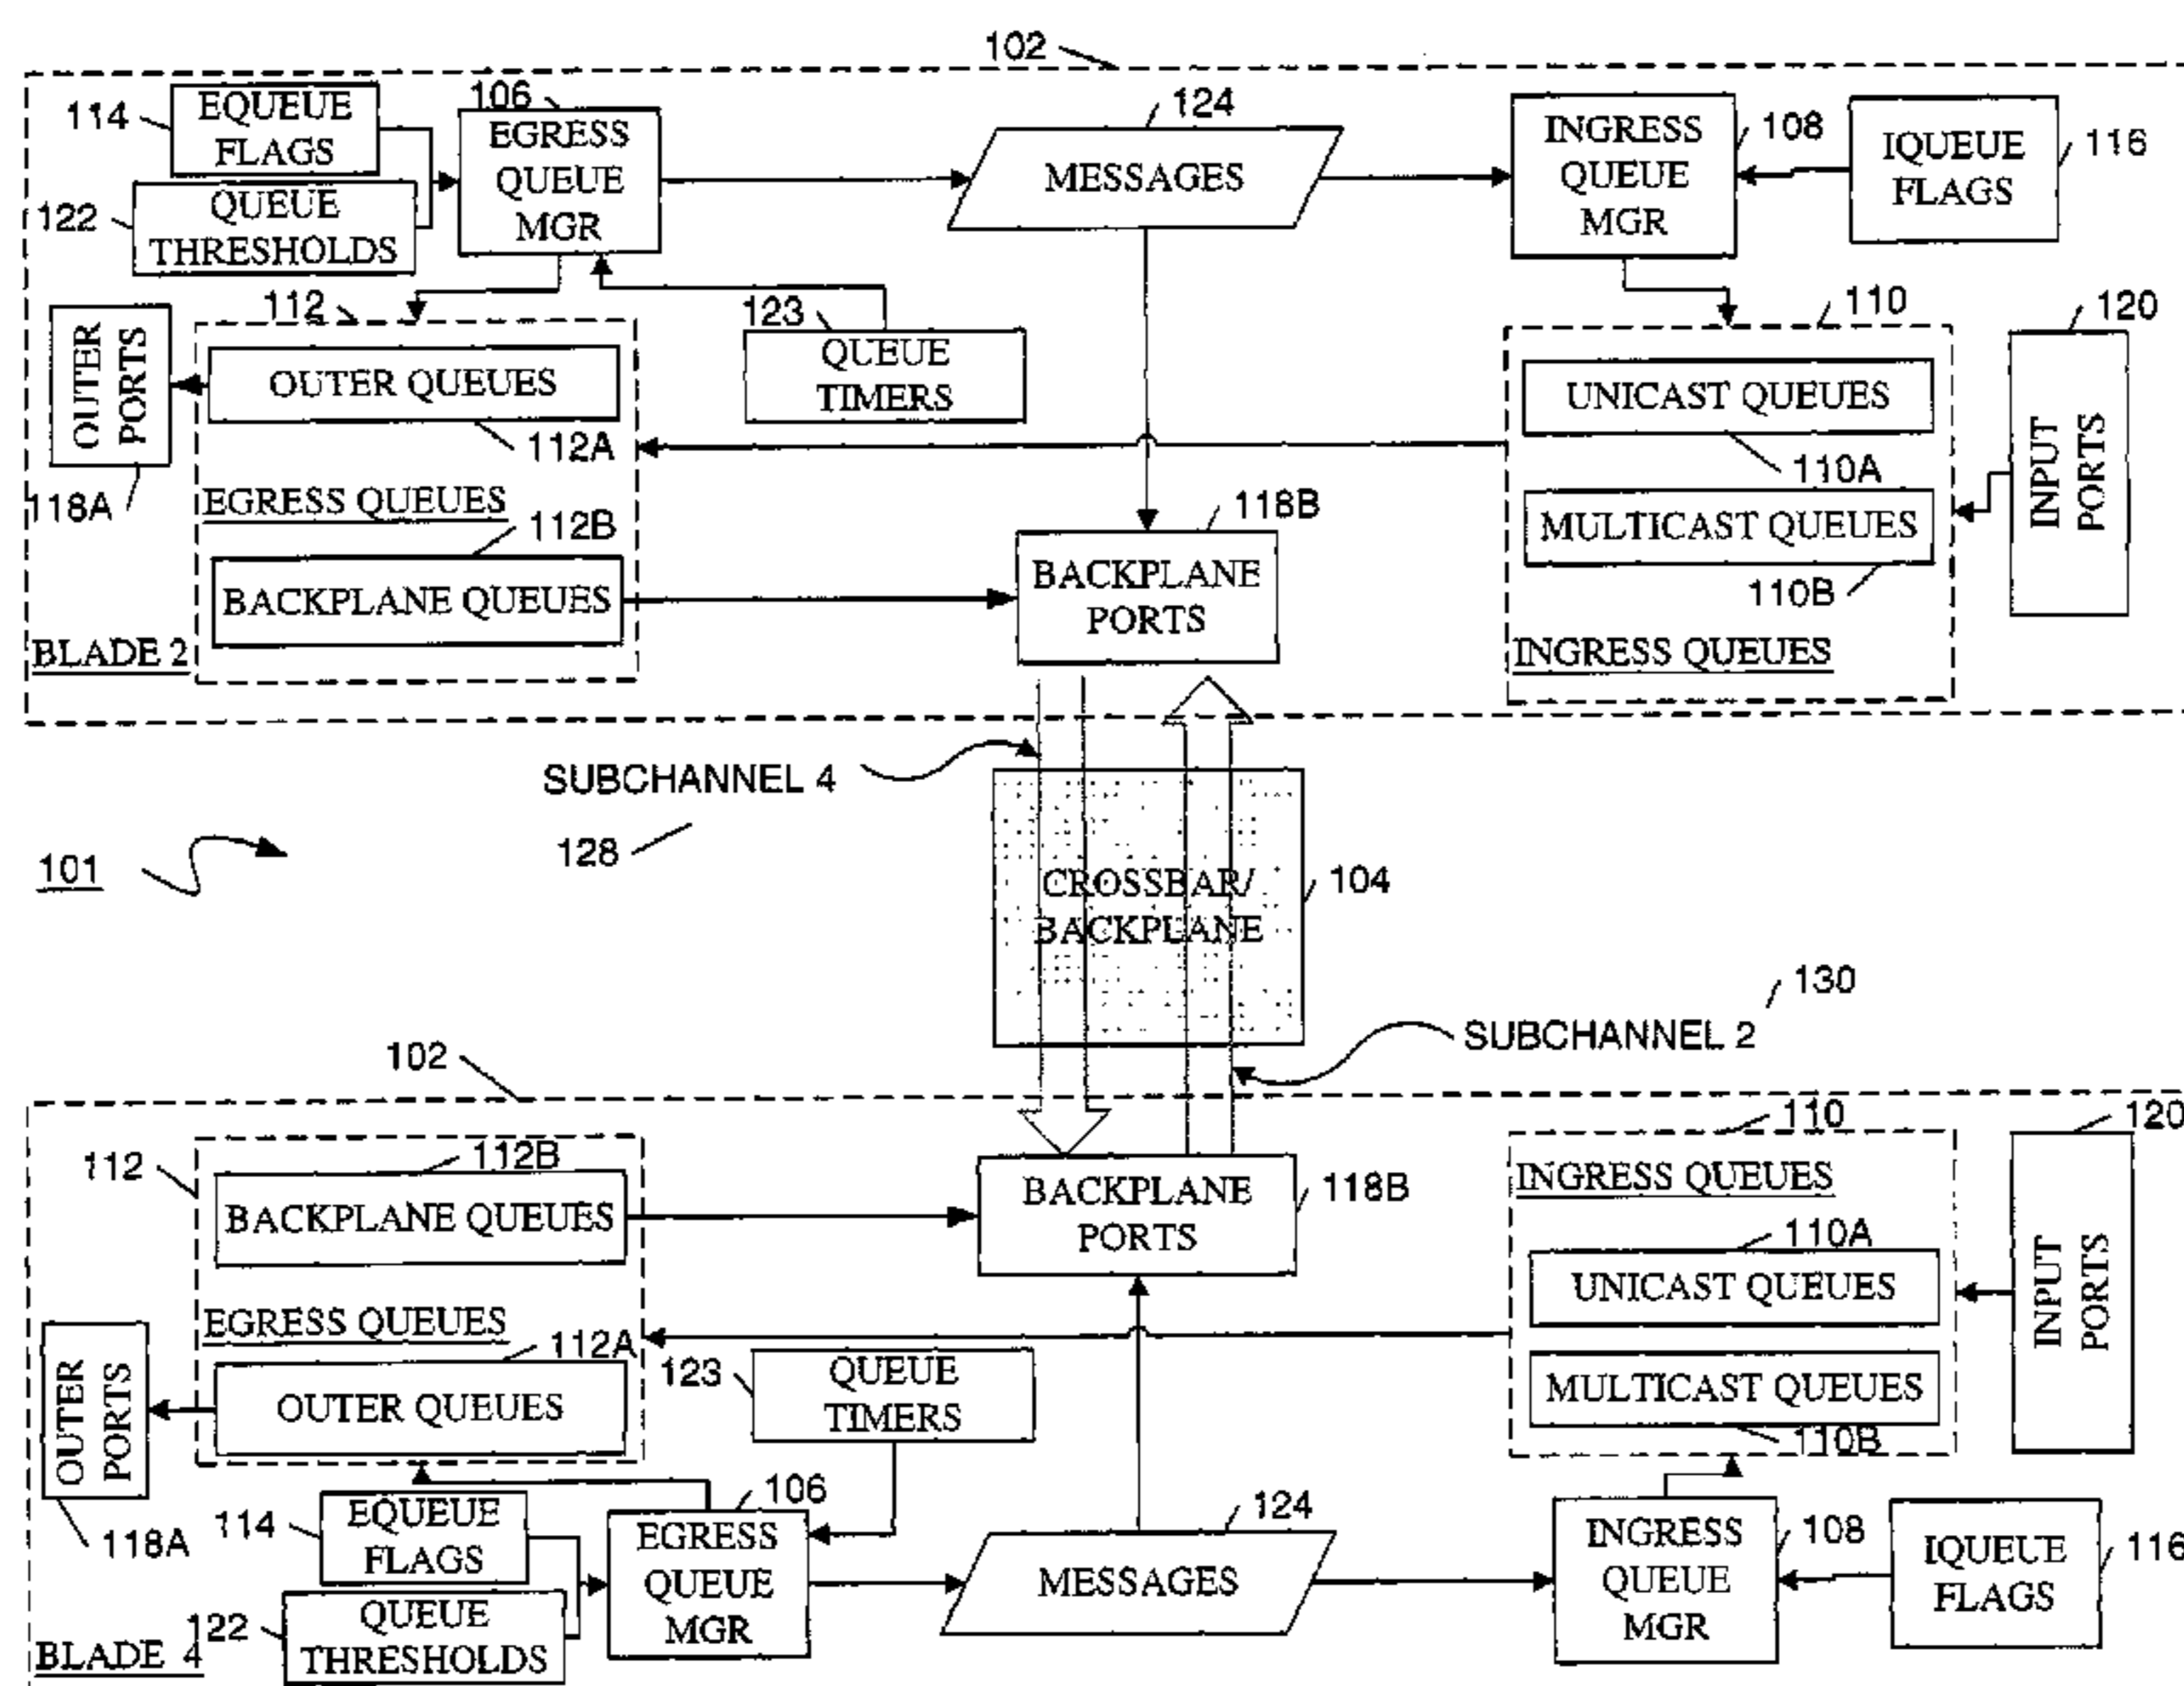 102
114
EQUEUE
FLAGS
106
EGRESS
QUEUE
MGR
124
MESSAGES
INGRESS
QUEUE
MGR
108
IQUEUE
FLAGS
116
122
QUEUE
THRESHOLDS
112
123
QUEUE
TIMERS
110
120
OUTER
PORTS
OUTER QUEUES
112A
UNICAST QUEUES
110A
INPUT
PORTS
118A
EGRESS QUEUES
112B
118B
MULTICAST QUEUES
110B
BACKPLANE QUEUES
BACKPLANE
PORTS
BLADE 2
INGRESS QUEUES
SUBCHANNEL 4
128
101
CROSSBAR/
BACKPLANE
104
130
SUBCHANNEL 2
102
110
120
112
112B
BACKPLANE QUEUES
BACKPLANE
PORTS
118B
INGRESS QUEUES
110A
UNICAST QUEUES
INPUT
PORTS
EGRESS QUEUES
112A
OUTER QUEUES
OUTER
PORTS
123
QUEUE
TIMERS
MULTICAST QUEUES
110B
118A
114
EQUEUE
FLAGS
106
EGRESS
QUEUE
MGR
124
MESSAGES
INGRESS
QUEUE
MGR
108
IQUEUE
FLAGS
116
122
QUEUE
THRESHOLDS
BLADE 4